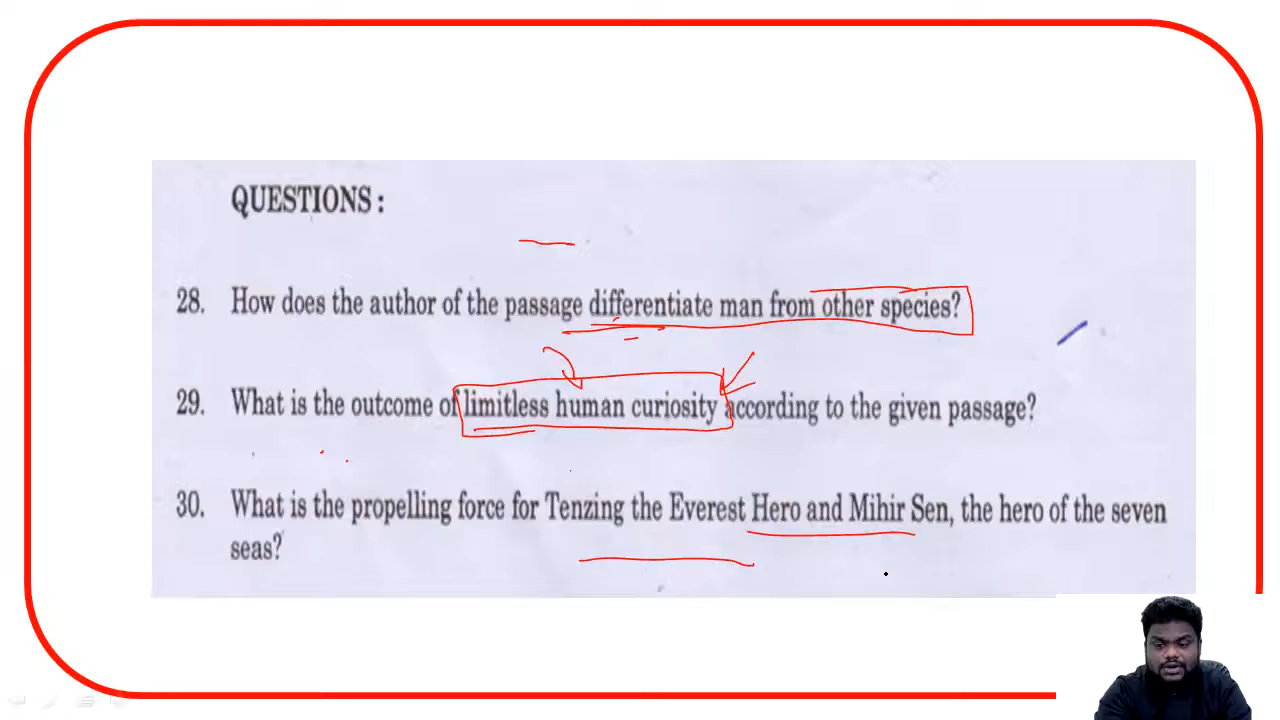 QUESTIONS :
28. How does the author of the passage differentiate man from other species?
29. What is the outcome of limitless human curiosity according to the given passage?
30. What is the propelling force for Tenzing the Everest Hero and Mihir Sen, the hero of the seven
seas?